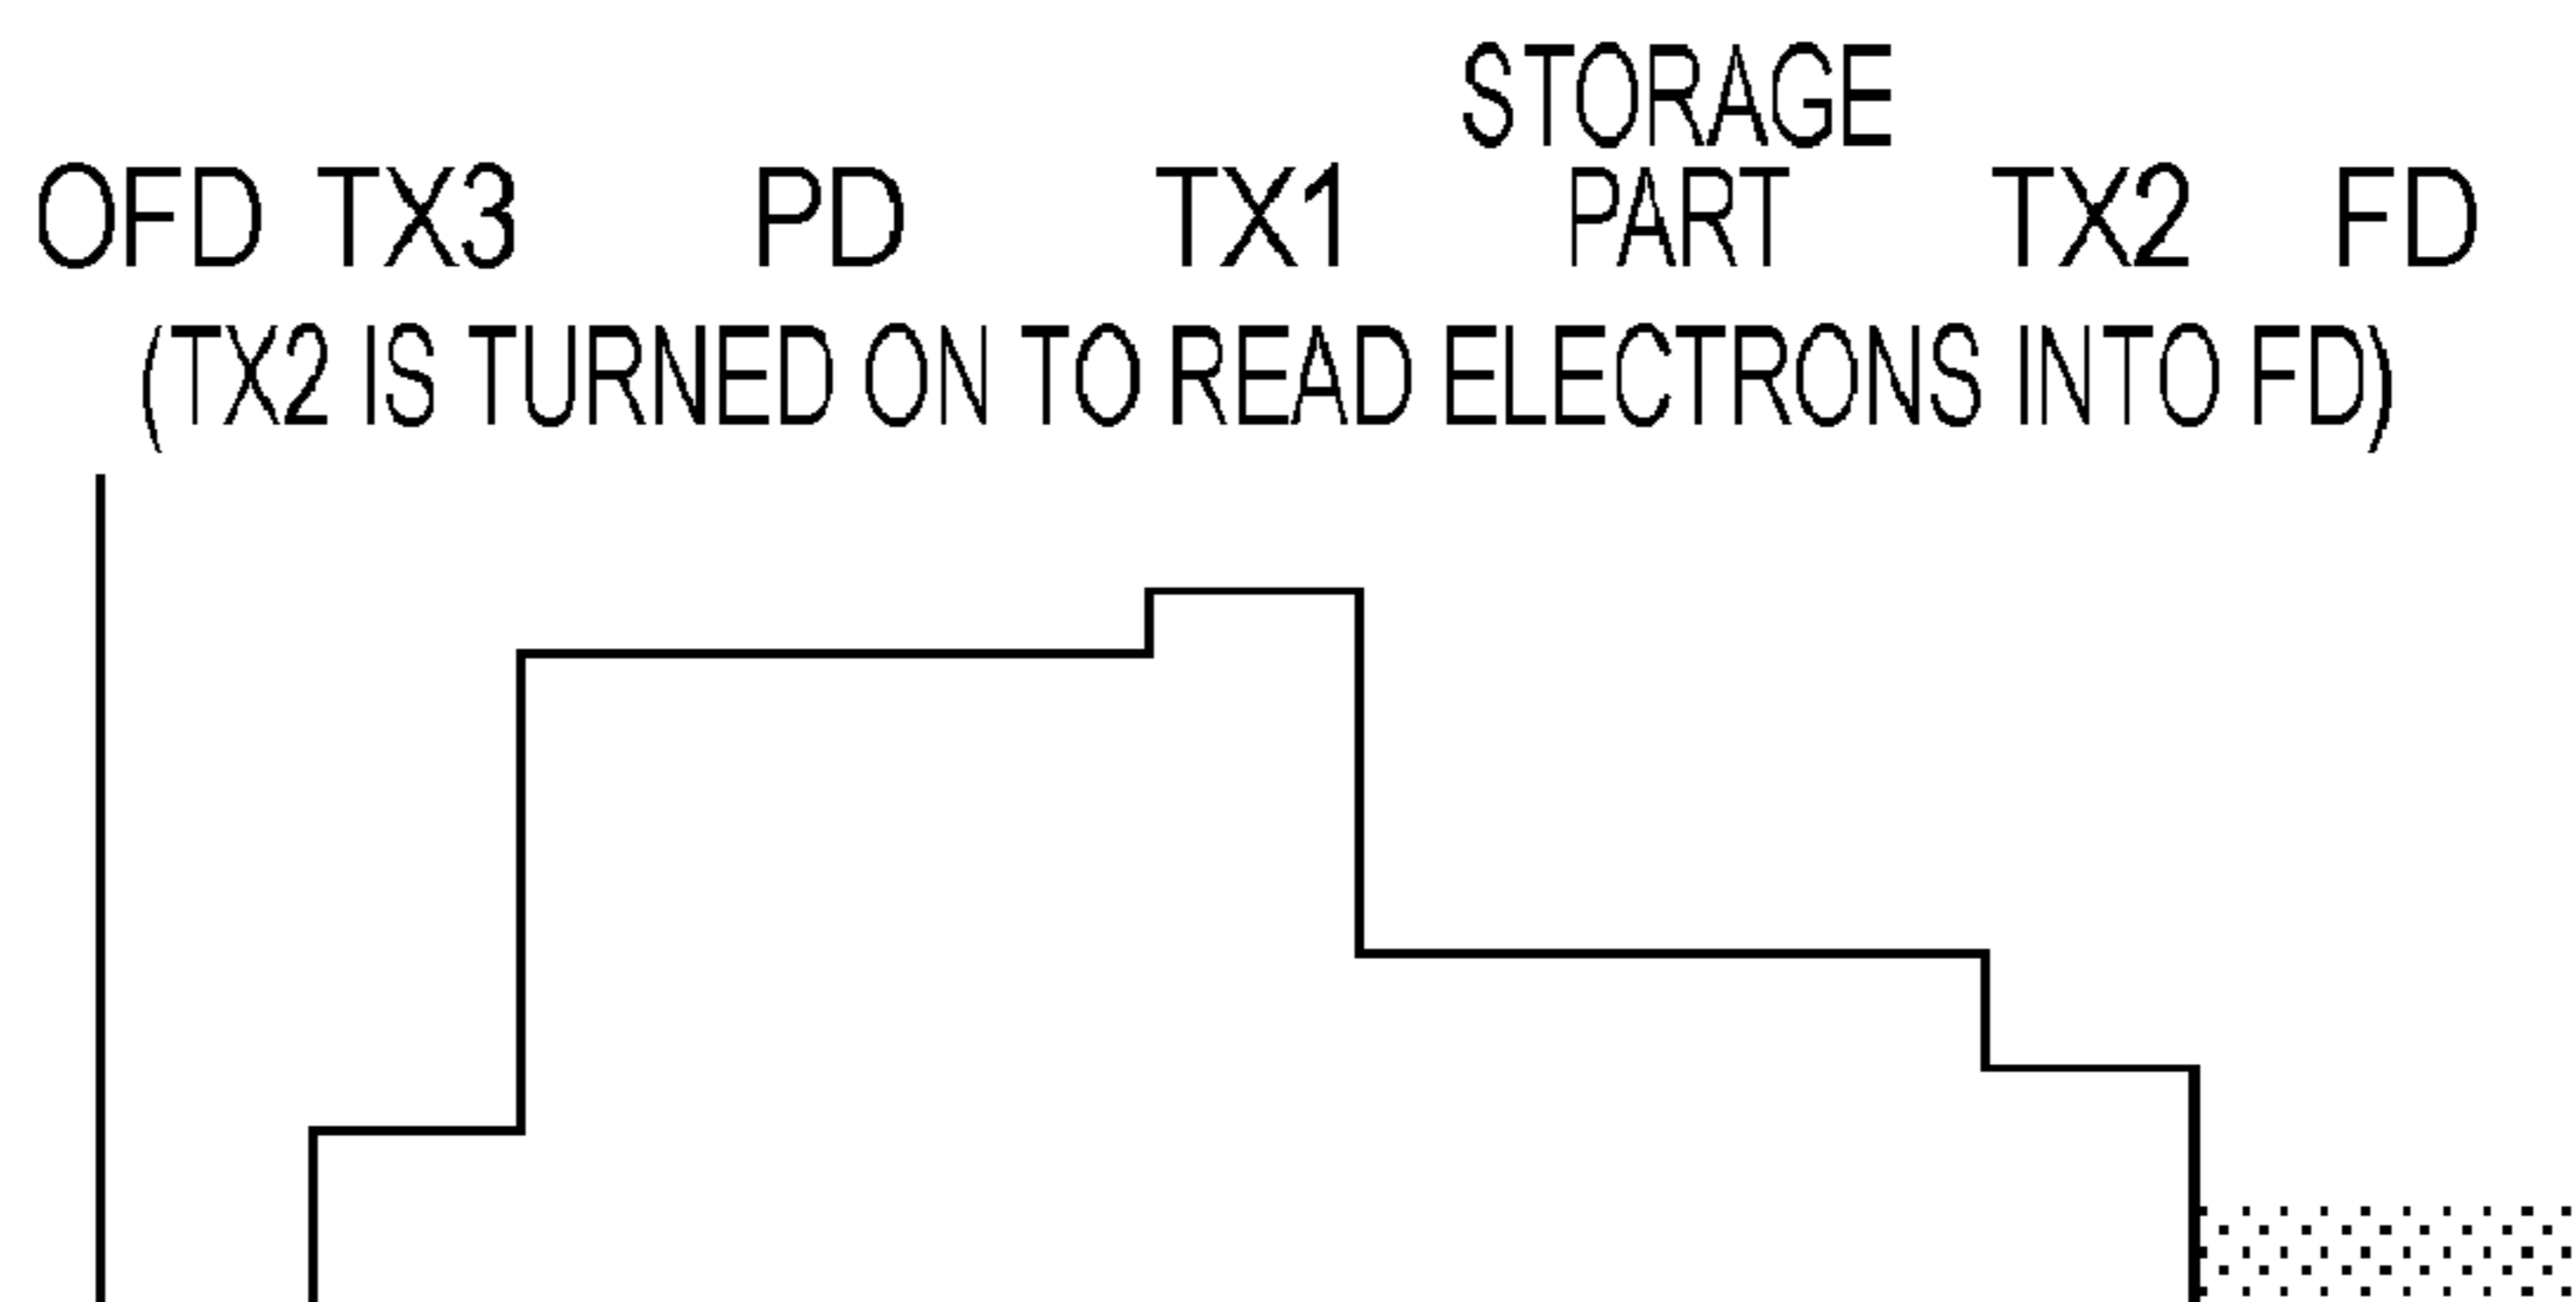 STORAGE
OFD TX3 PD TX1 PART TX2 FD
(TX2 IS TURNED ON TO READ ELECTRONS INTO FD)